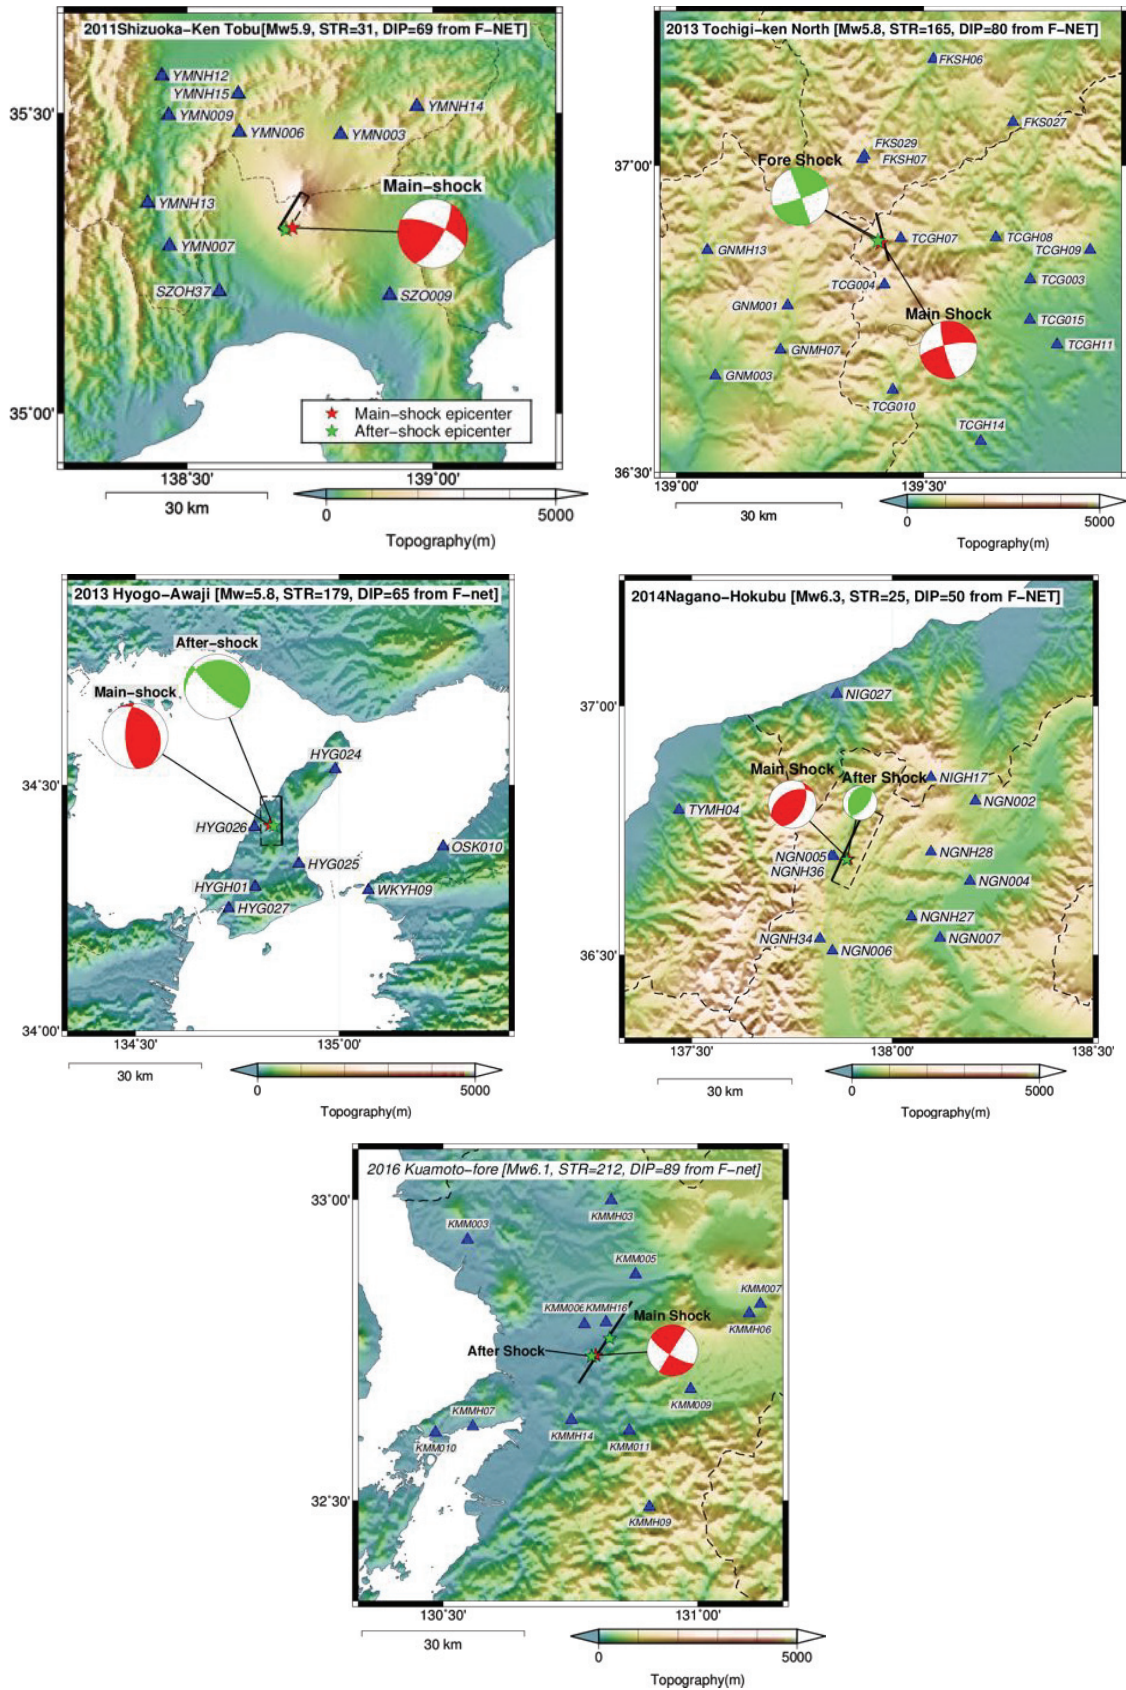 2011Shizuoka-Ken Tobu[Mw5.9, STR=31, DIP=69 from F-NET]
YMNH12
YMNH15
YMNH14
35°30'
YMN009
YMN006
YMN003
Main-shock
YMNH13
YMN007
SZOH37
SZO009
Main-shock epicenter
After-shock epicenter
35°00'
138°30'
139°00'
30 km
0
5000
Topography(m)
2013 Tochigi-ken North [Mw5.8, STR=165, DIP=80 from F-NET]
FKSH06
FKS027
FKS029
Fore Shock
FKSH07
37°00'
GNMH13
TCGH07
TCGH08
TCGH09
TCG004
TCG003
GNM001
Main Shock
TCG015
GNMH07
TCGH11
GNM003
TCG010
TCGH14
36°30'
139°00'
139°30'
30 km
0
5000
Topography(m)
2013 Hyogo-Awaji [Mw=5.8, STR=179, DIP=65 from F-net]
After-shock
Main-shock
HYG024
34°30'
HYG026
OSK010
HYG025
HYGH01
WKYH09
HYG027
34°00'
134°30'
135°00'
30 km
0
5000
Topography(m)
2014Nagano-Hokubu [Mw6.3, STR=25, DIP=50 from F-NET]
NIG027
37°00'
Main Shock
After Shock
NIGH17
TYMH04
NGN002
NGN005
NGNH28
NGNH36
NGN004
NGNH27
NGNH34
NGN007
NGN006
36°30'
137°30'
138°00'
138°30'
30 km
0
5000
Topography(m)
2016 Kuamoto-fore [Mw6.1, STR=212, DIP=89 from F-net]
33°00'
KMMH03
KMM003
KMM005
KMM007
KMM006
KMMH16
Main Shock
KMMH06
After Shock
KMM009
KMMH07
KMM010
KMMH14
KMM011
32°30'
KMMH09
130°30'
131°00'
30 km
0
5000
Topography(m)